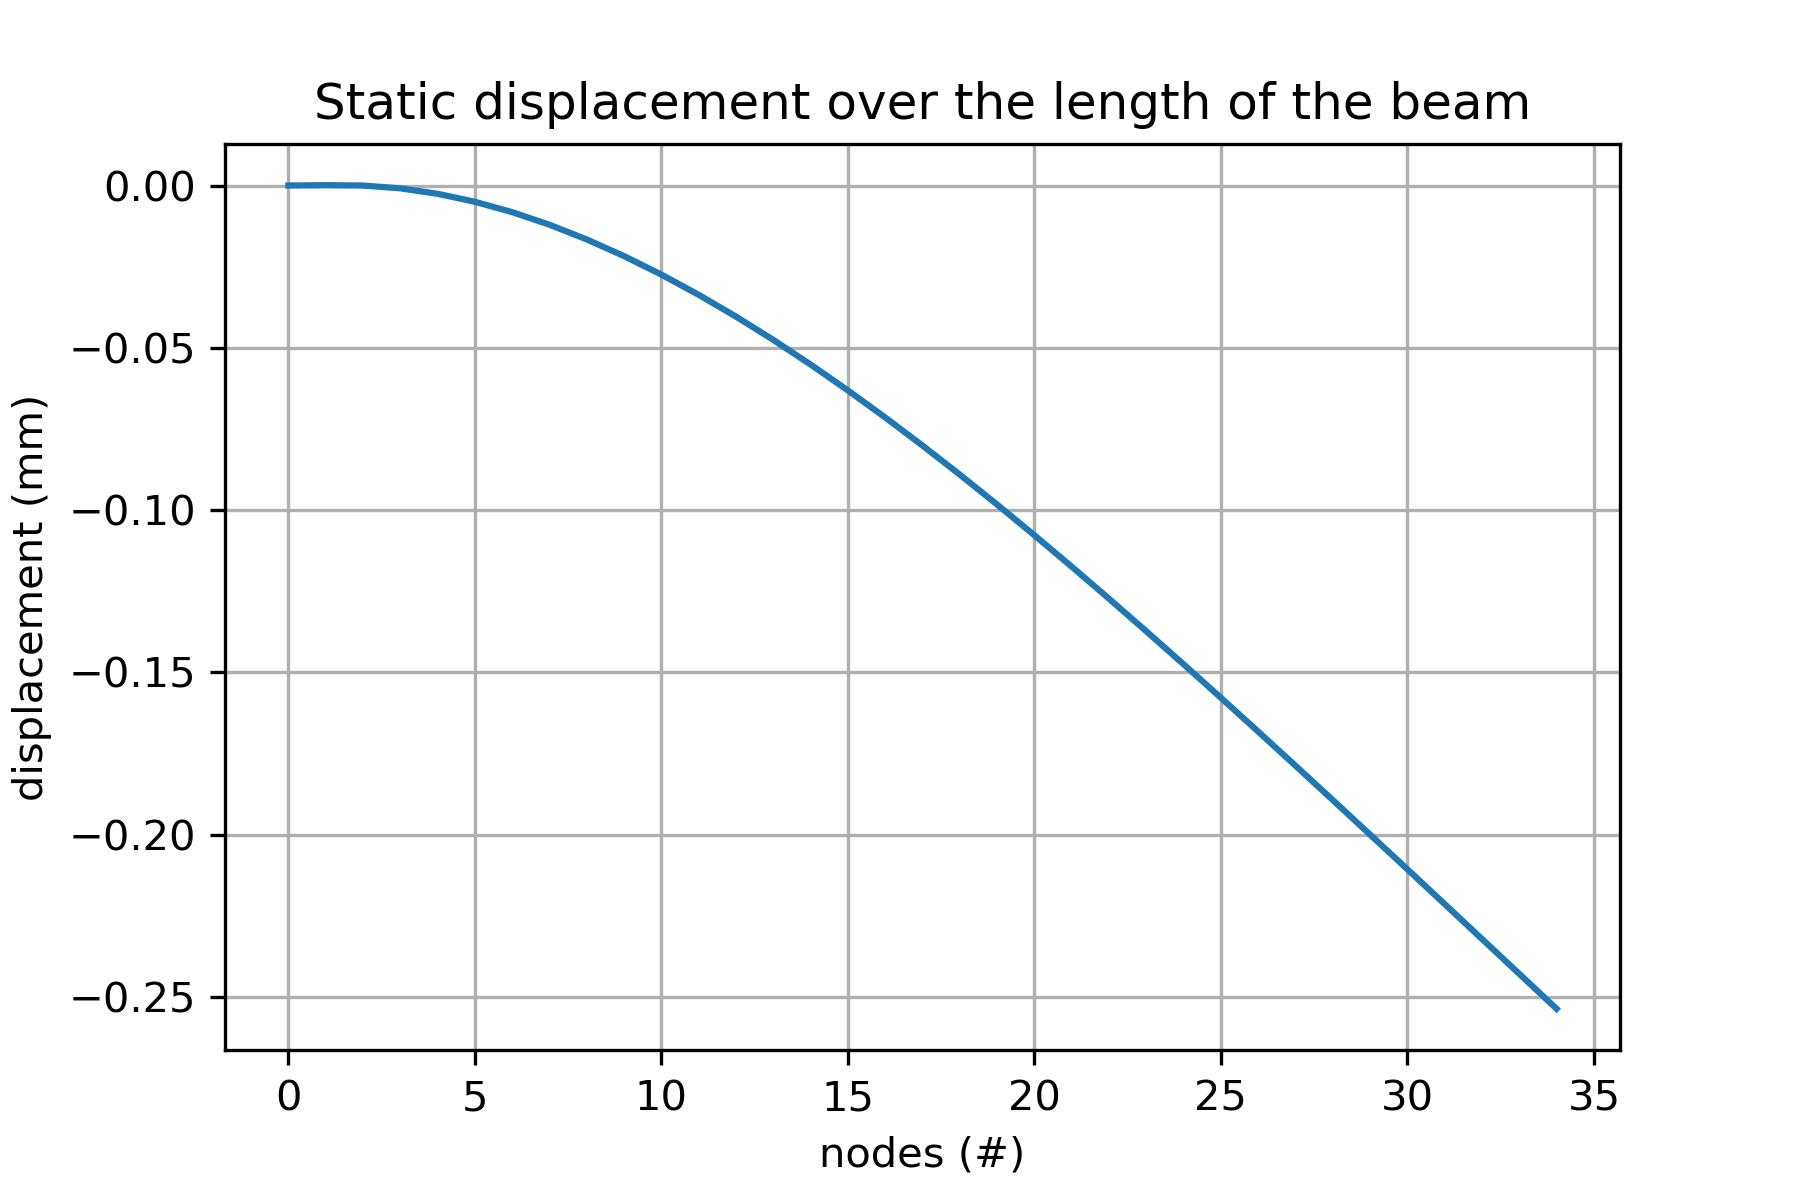 Static displacement over the length of the beam
0.00
−0.05
−0.10
−0.15
−0.20
−0.25
displacement (mm)
0 5 10 15 20 25 30 35
nodes (#)